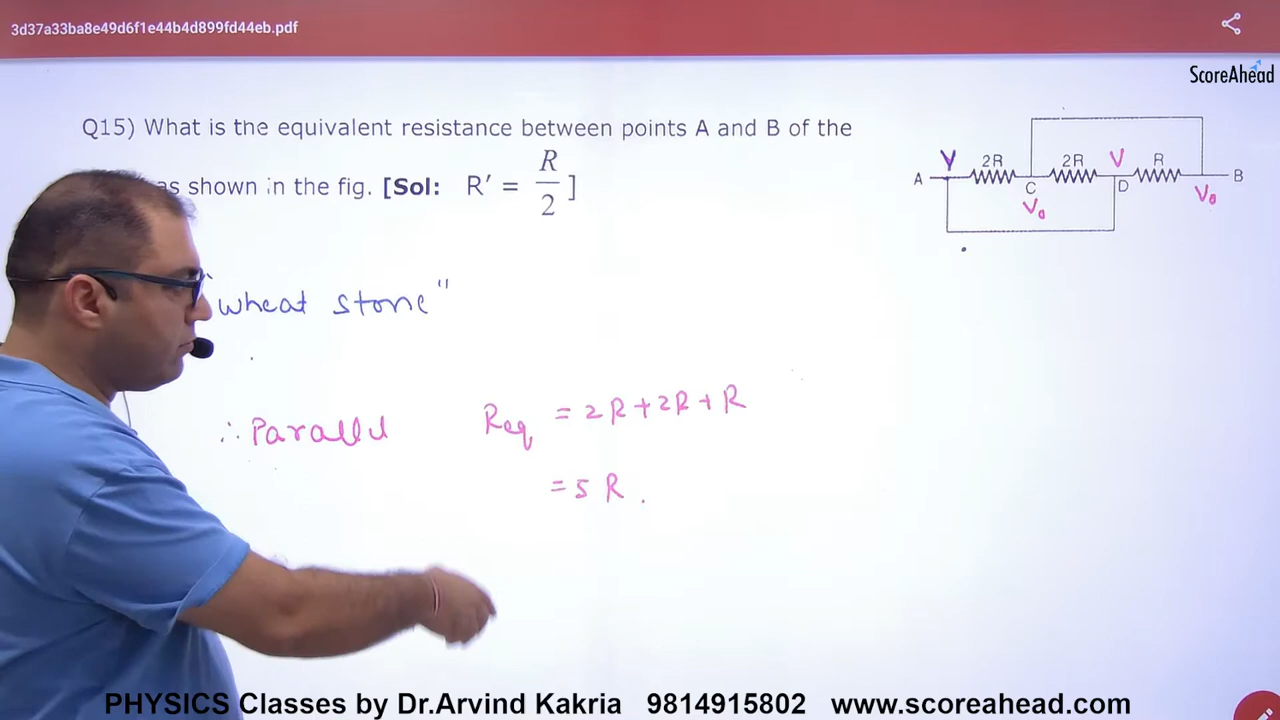 3d37a33ba8e49d6f1e44b4d899fd44eb.pdf
ScoreAhead
Q15) What is the equivalent resistance between points A and B of the
as shown in the fig. [Sol: R′ = R/2 ]
V 2R 2R V R
A C D B
V₀ V₀
"wheat stone"
∴ Parallel Req = 2R+2R+R
= 5 R.
PHYSICS Classes by Dr.Arvind Kakria 9814915802 www.scoreahead.com